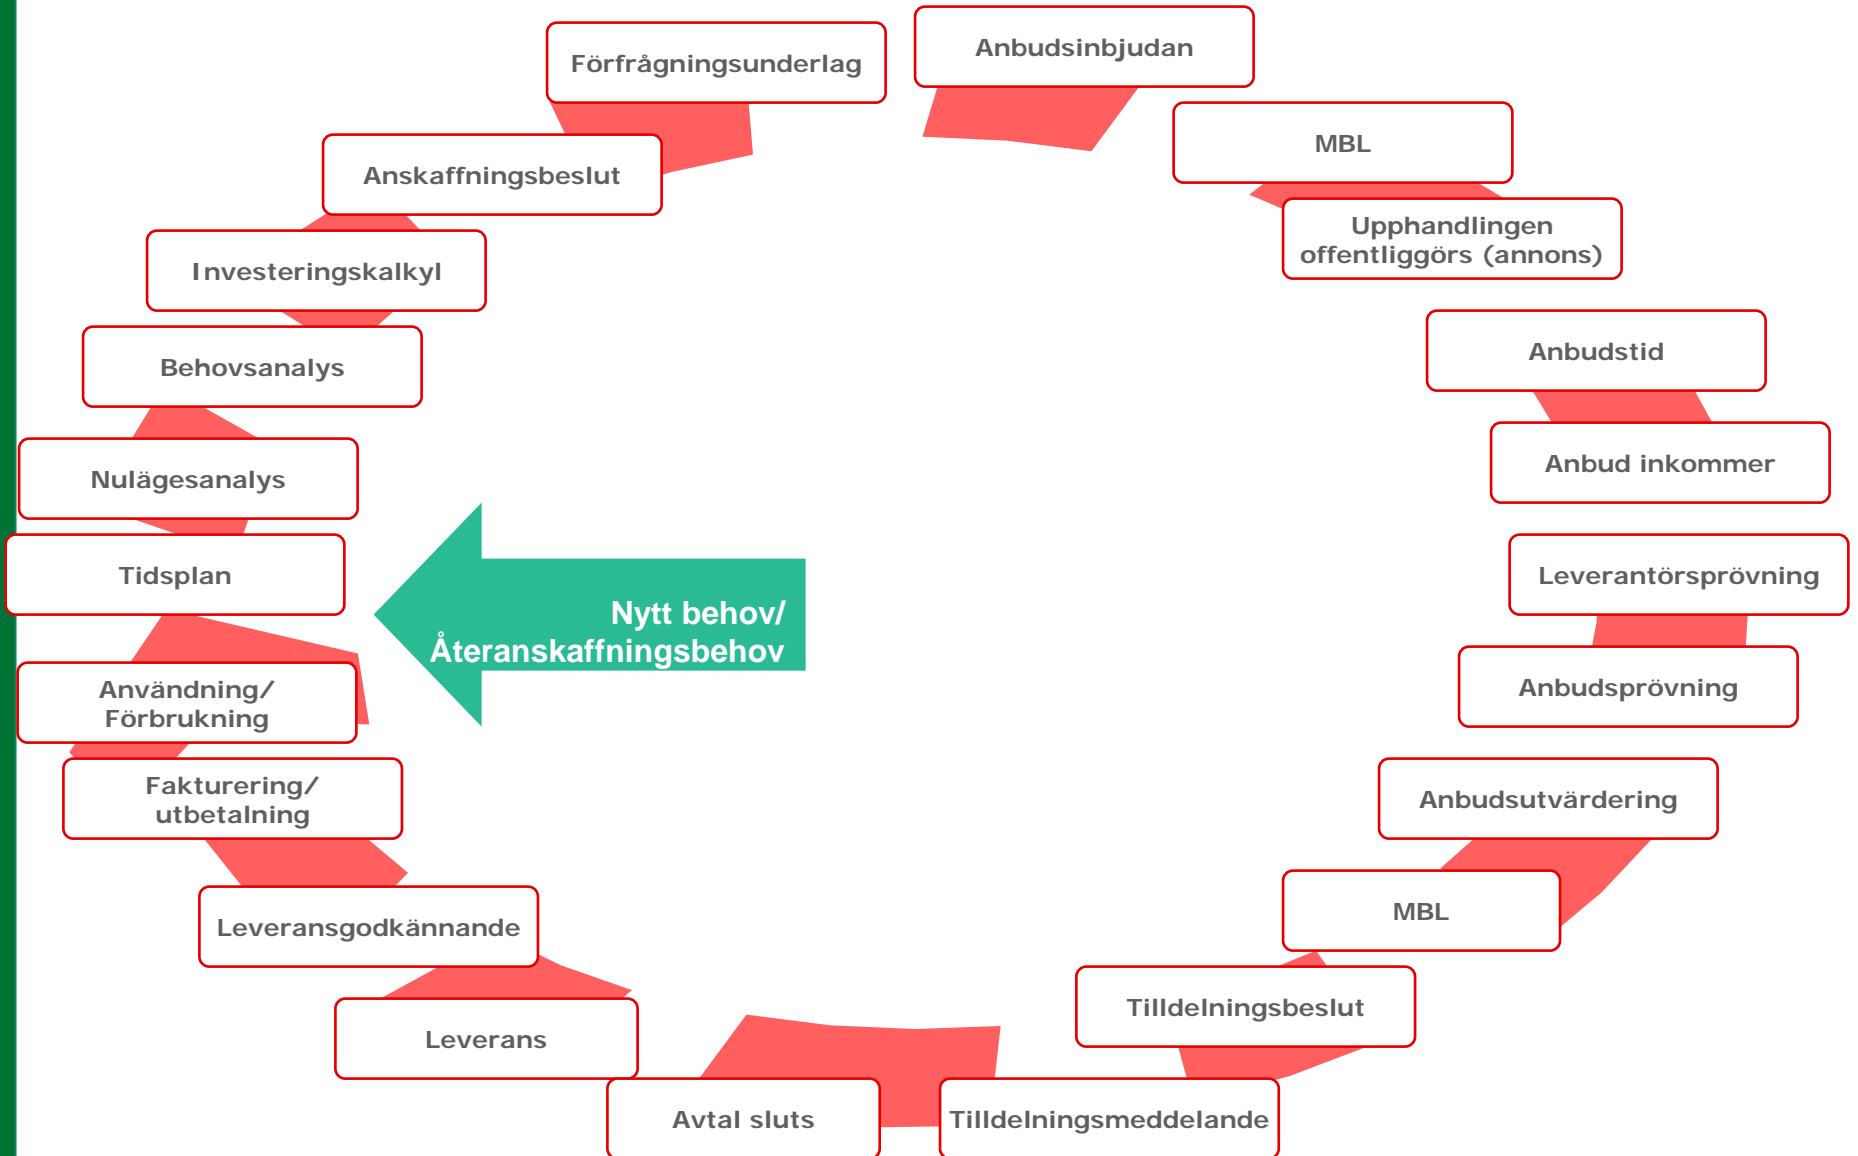 Förfrågningsunderlag
Anbudsinbjudan
MBL
Upphandlingen
offentliggörs (annons)
Anbudstid
Anbud inkommer
Leverantörsprövning
Anbudsprövning
Anbudsutvärdering
MBL
Tilldelningsbeslut
Tilldelningsmeddelande
Avtal sluts
Leverans
Leveransgodkännande
Fakturering/
utbetalning
Användning/
Förbrukning
Tidsplan
Nulägesanalys
Behovsanalys
Investeringskalkyl
Anskaffningsbeslut
Nytt behov/
Återanskaffningsbehov